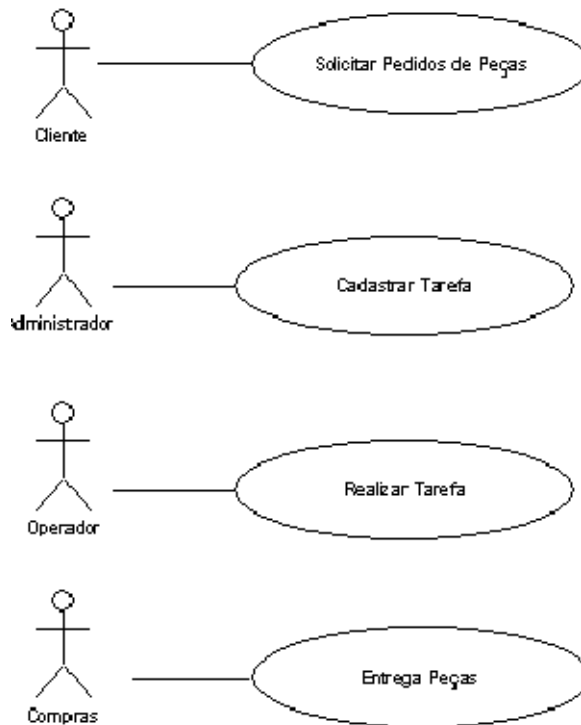 Solicitar Pedidos de Peças
Cliente
Cadastrar Tarefa
Administrador
Realizar Tarefa
Operador
Entrega Peças
Compras